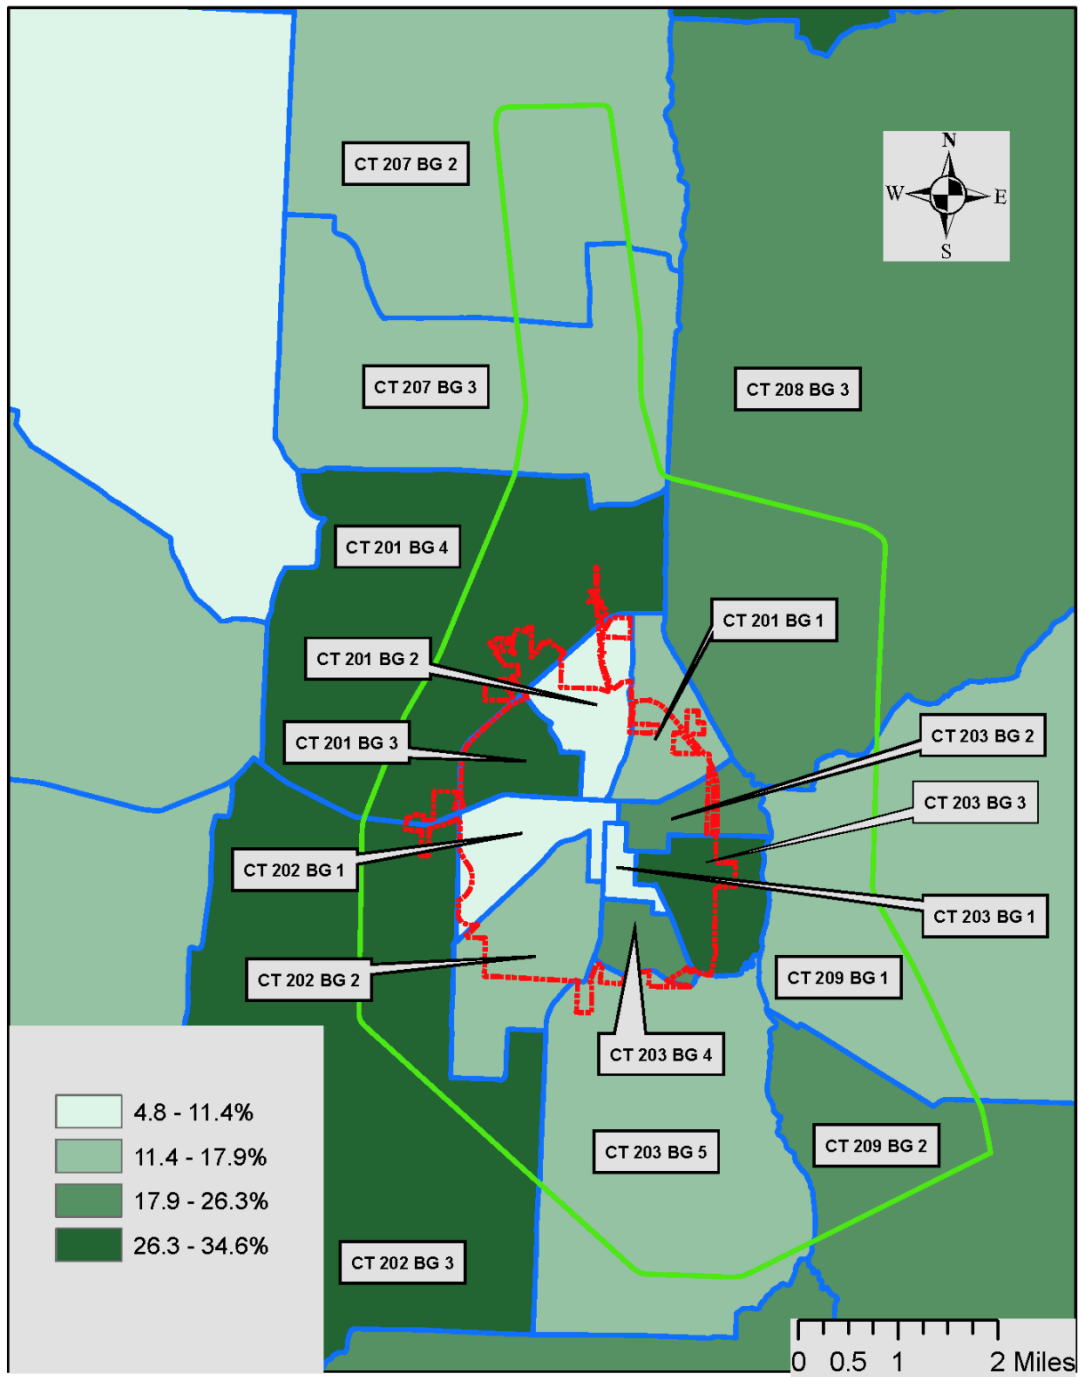 CT 207 BG 2
N
W
E
S
CT 207 BG 3
CT 208 BG 3
CT 201 BG 4
CT 201 BG 1
CT 201 BG 2
CT 201 BG 3
CT 203 BG 2
CT 203 BG 3
CT 202 BG 1
CT 203 BG 1
CT 202 BG 2
CT 209 BG 1
CT 203 BG 4
4.8 - 11.4%
11.4 - 17.9%
17.9 - 26.3%
26.3 - 34.6%
CT 203 BG 5
CT 209 BG 2
CT 202 BG 3
0 0.5 1 2 Miles